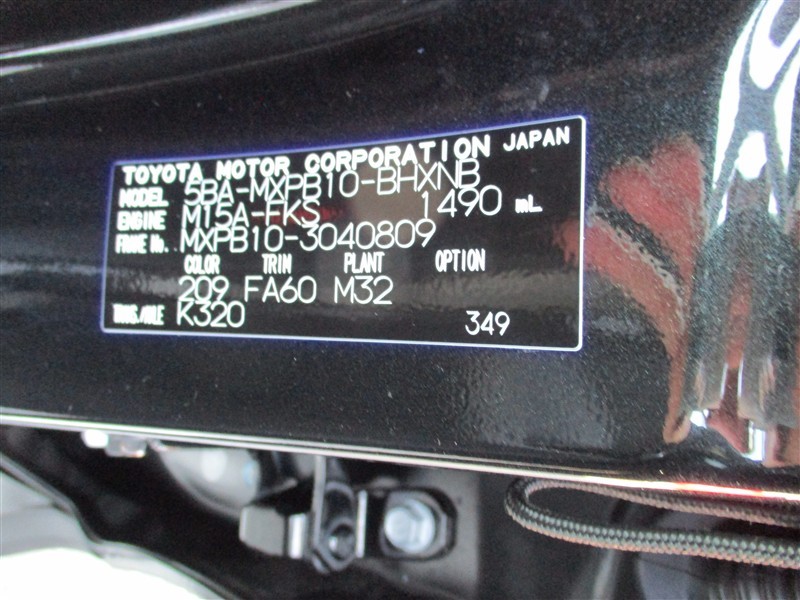 TOYOTA MOTOR CORPORATION JAPAN
MODEL 5BA-MXPB10-BHXNB
ENGINE M15A-FKS 1490 mL
FRAME No. MXPB10-3040809
COLOR TRIM PLANT OPTION
209 FA60 M32
TRANS./AXLE K320 349